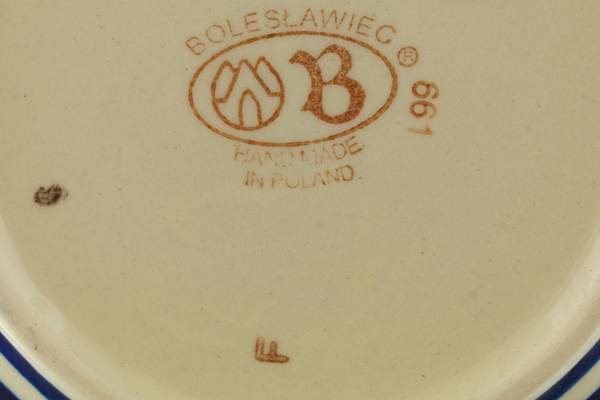 BOLESŁAWIEC ®
B
661
HAND MADE
IN POLAND
F